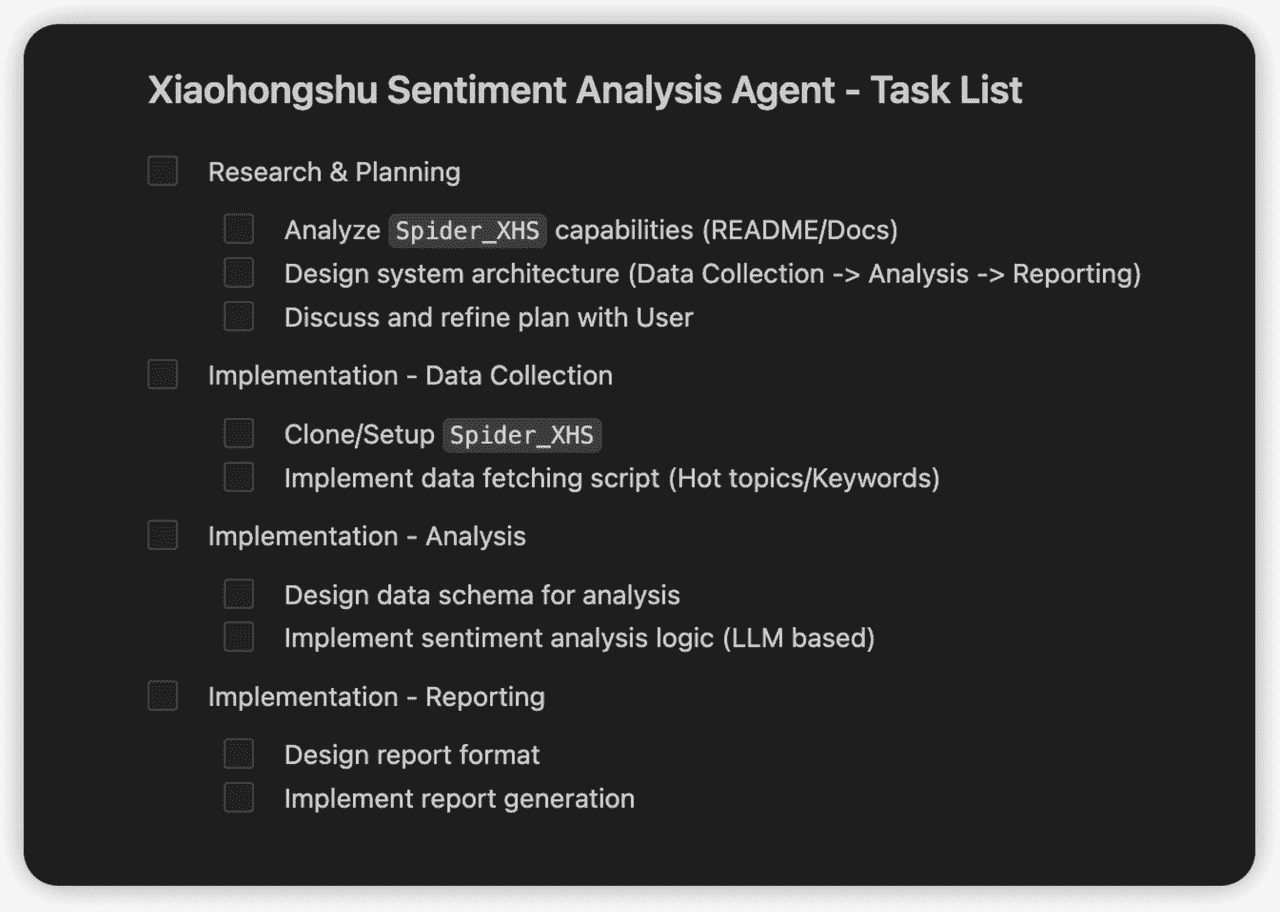 Xiaohongshu Sentiment Analysis Agent - Task List
Research & Planning
Analyze Spider_XHS capabilities (README/Docs)
Design system architecture (Data Collection -> Analysis -> Reporting)
Discuss and refine plan with User
Implementation - Data Collection
Clone/Setup Spider_XHS
Implement data fetching script (Hot topics/Keywords)
Implementation - Analysis
Design data schema for analysis
Implement sentiment analysis logic (LLM based)
Implementation - Reporting
Design report format
Implement report generation